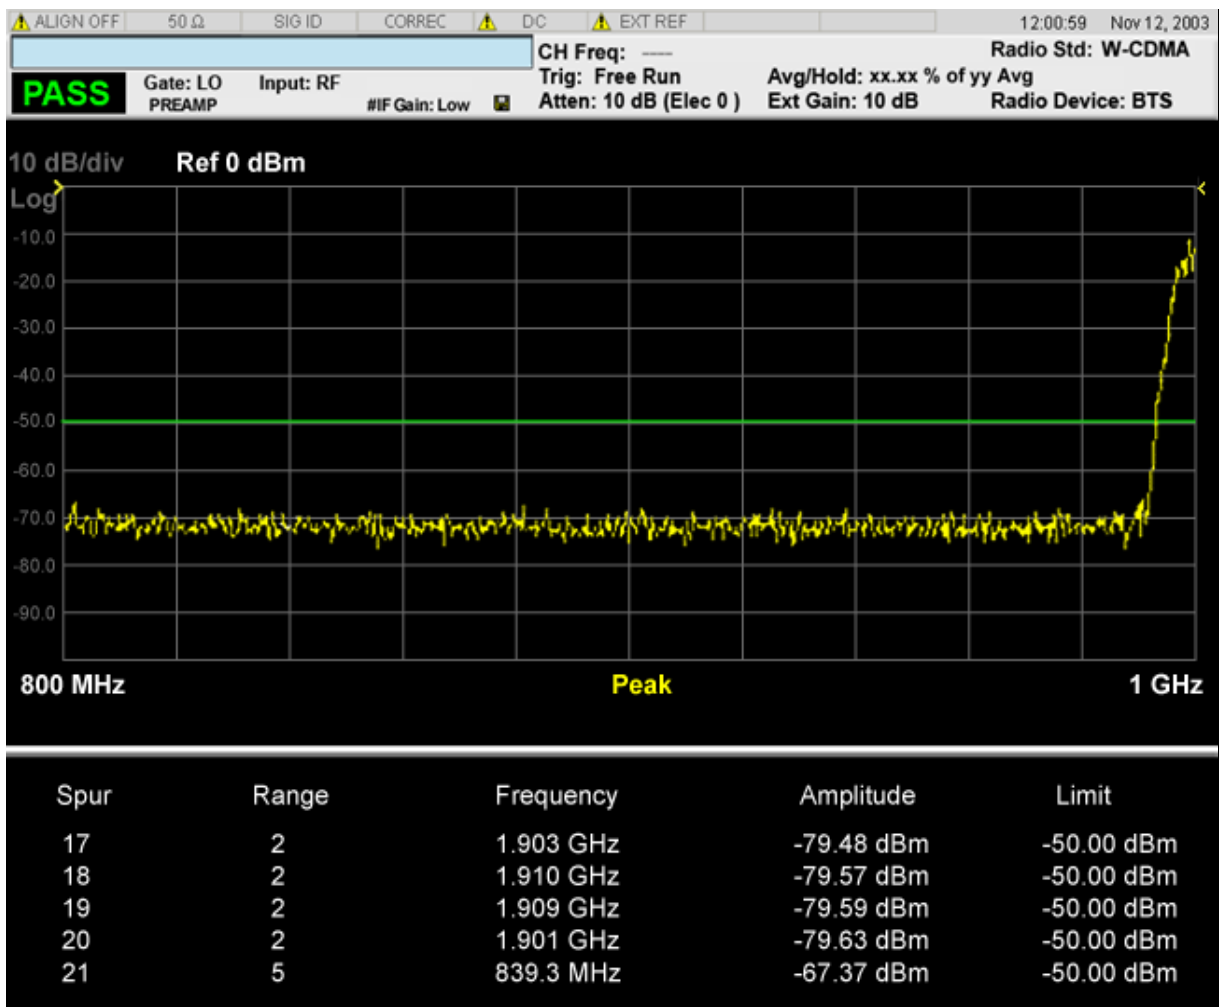 ALIGN OFF 50 Ω SIG ID CORREC DC EXT REF 12:00:59 Nov 12, 2003
CH Freq: ---- Radio Std: W-CDMA
PASS Gate: LO Input: RF Trig: Free Run Avg/Hold: xx.xx % of yy Avg
PREAMP #IF Gain: Low Atten: 10 dB (Elec 0 ) Ext Gain: 10 dB Radio Device: BTS
10 dB/div Ref 0 dBm
Log
-10.0
-20.0
-30.0
-40.0
-50.0
-60.0
-70.0
-80.0
-90.0
800 MHz Peak 1 GHz
Spur Range Frequency Amplitude Limit
17 2 1.903 GHz -79.48 dBm -50.00 dBm
18 2 1.910 GHz -79.57 dBm -50.00 dBm
19 2 1.909 GHz -79.59 dBm -50.00 dBm
20 2 1.901 GHz -79.63 dBm -50.00 dBm
21 5 839.3 MHz -67.37 dBm -50.00 dBm